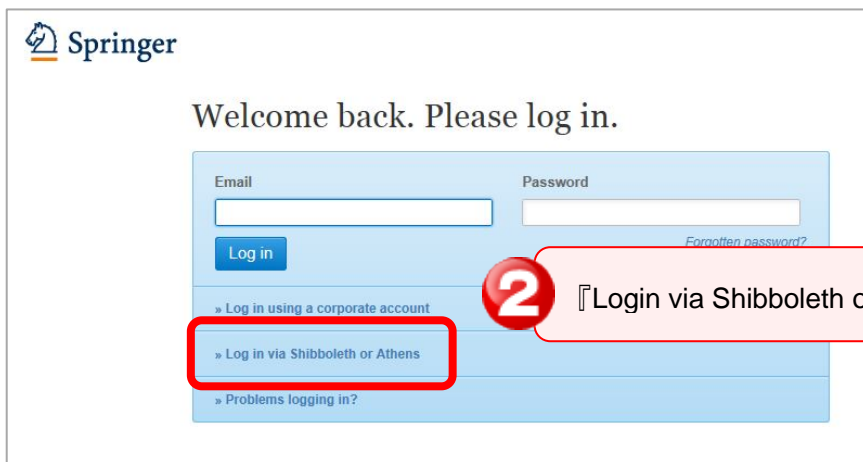 Springer
Welcome back. Please log in.
Email
Password
Log in
Forgotten password?
2
『Login via Shibboleth o
» Log in using a corporate account
» Log in via Shibboleth or Athens
» Problems logging in?